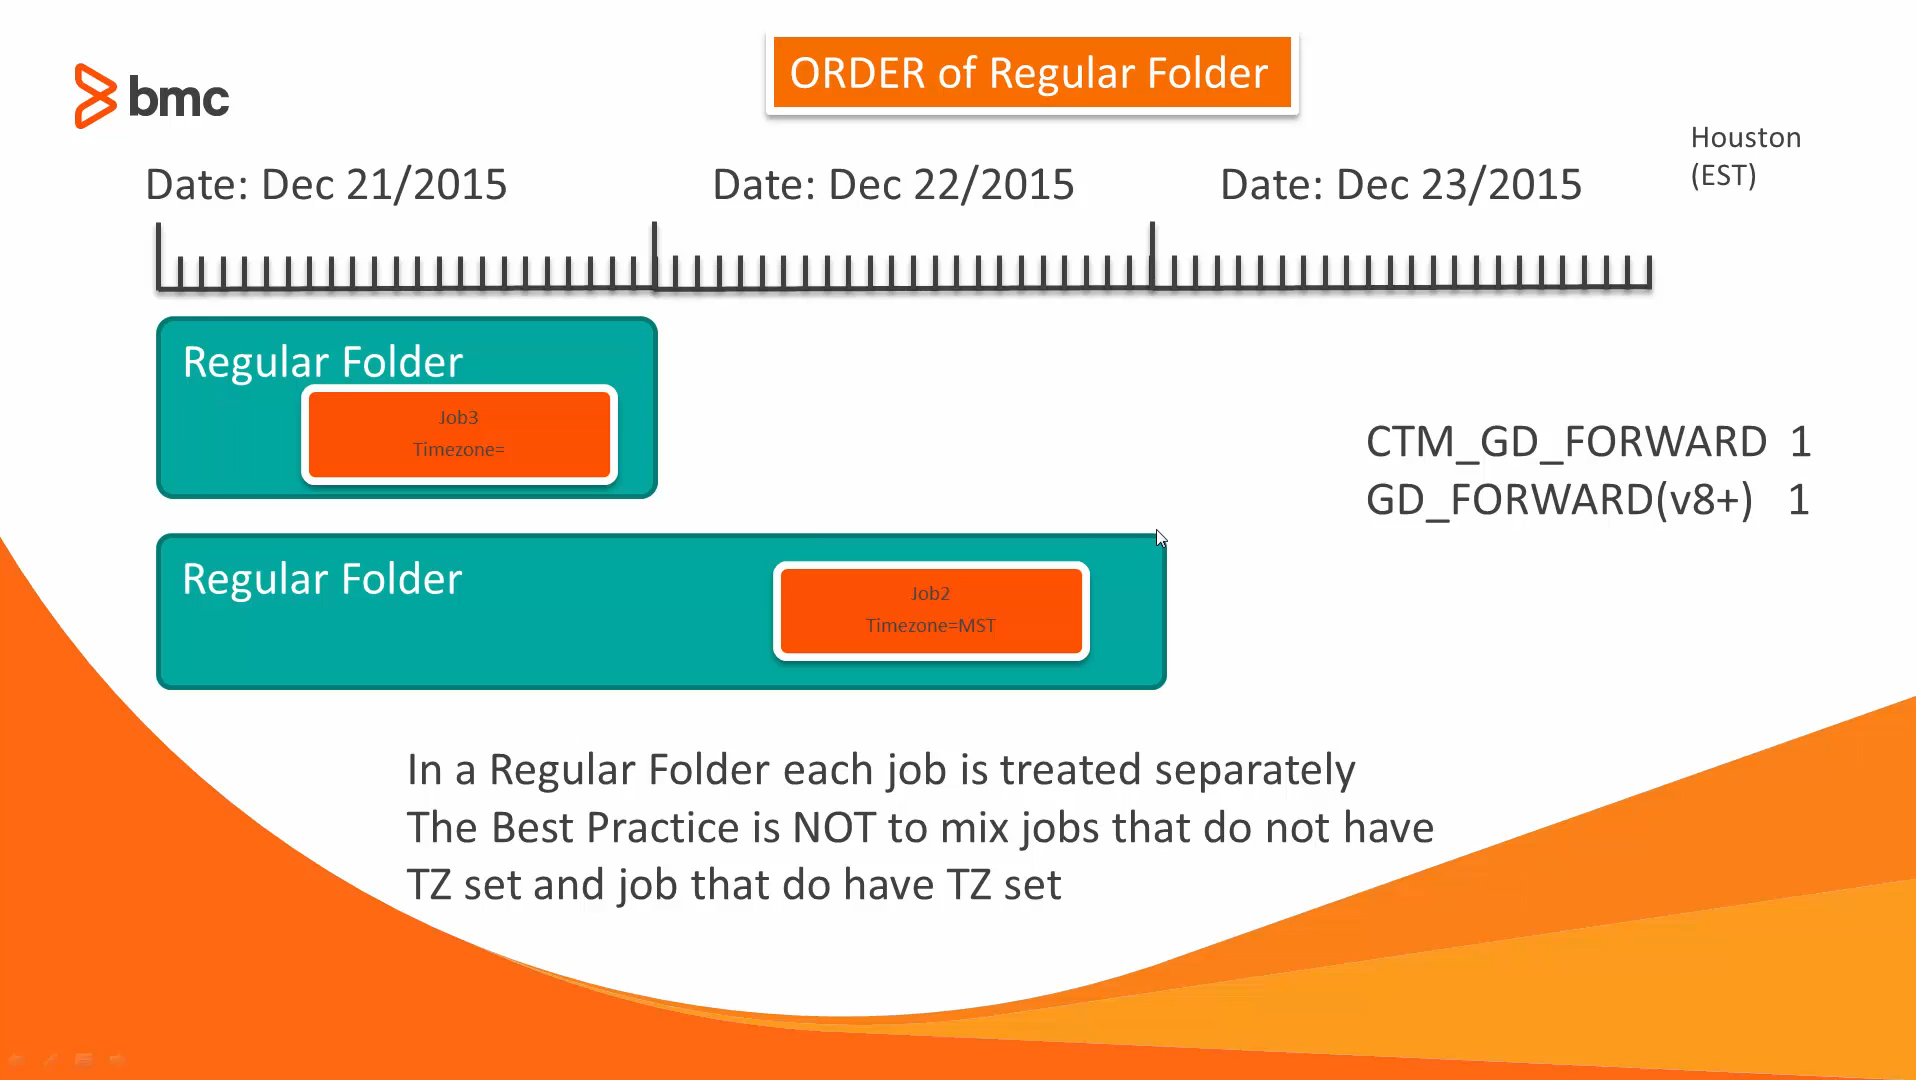 bmc
ORDER of Regular Folder
Houston
(EST)
Date: Dec 21/2015
Date: Dec 22/2015
Date: Dec 23/2015
Regular Folder
Job3
Timezone=
CTM_GD_FORWARD 1
GD_FORWARD(v8+) 1
Regular Folder
Job2
Timezone=MST
In a Regular Folder each job is treated separately
The Best Practice is NOT to mix jobs that do not have
TZ set and job that do have TZ set